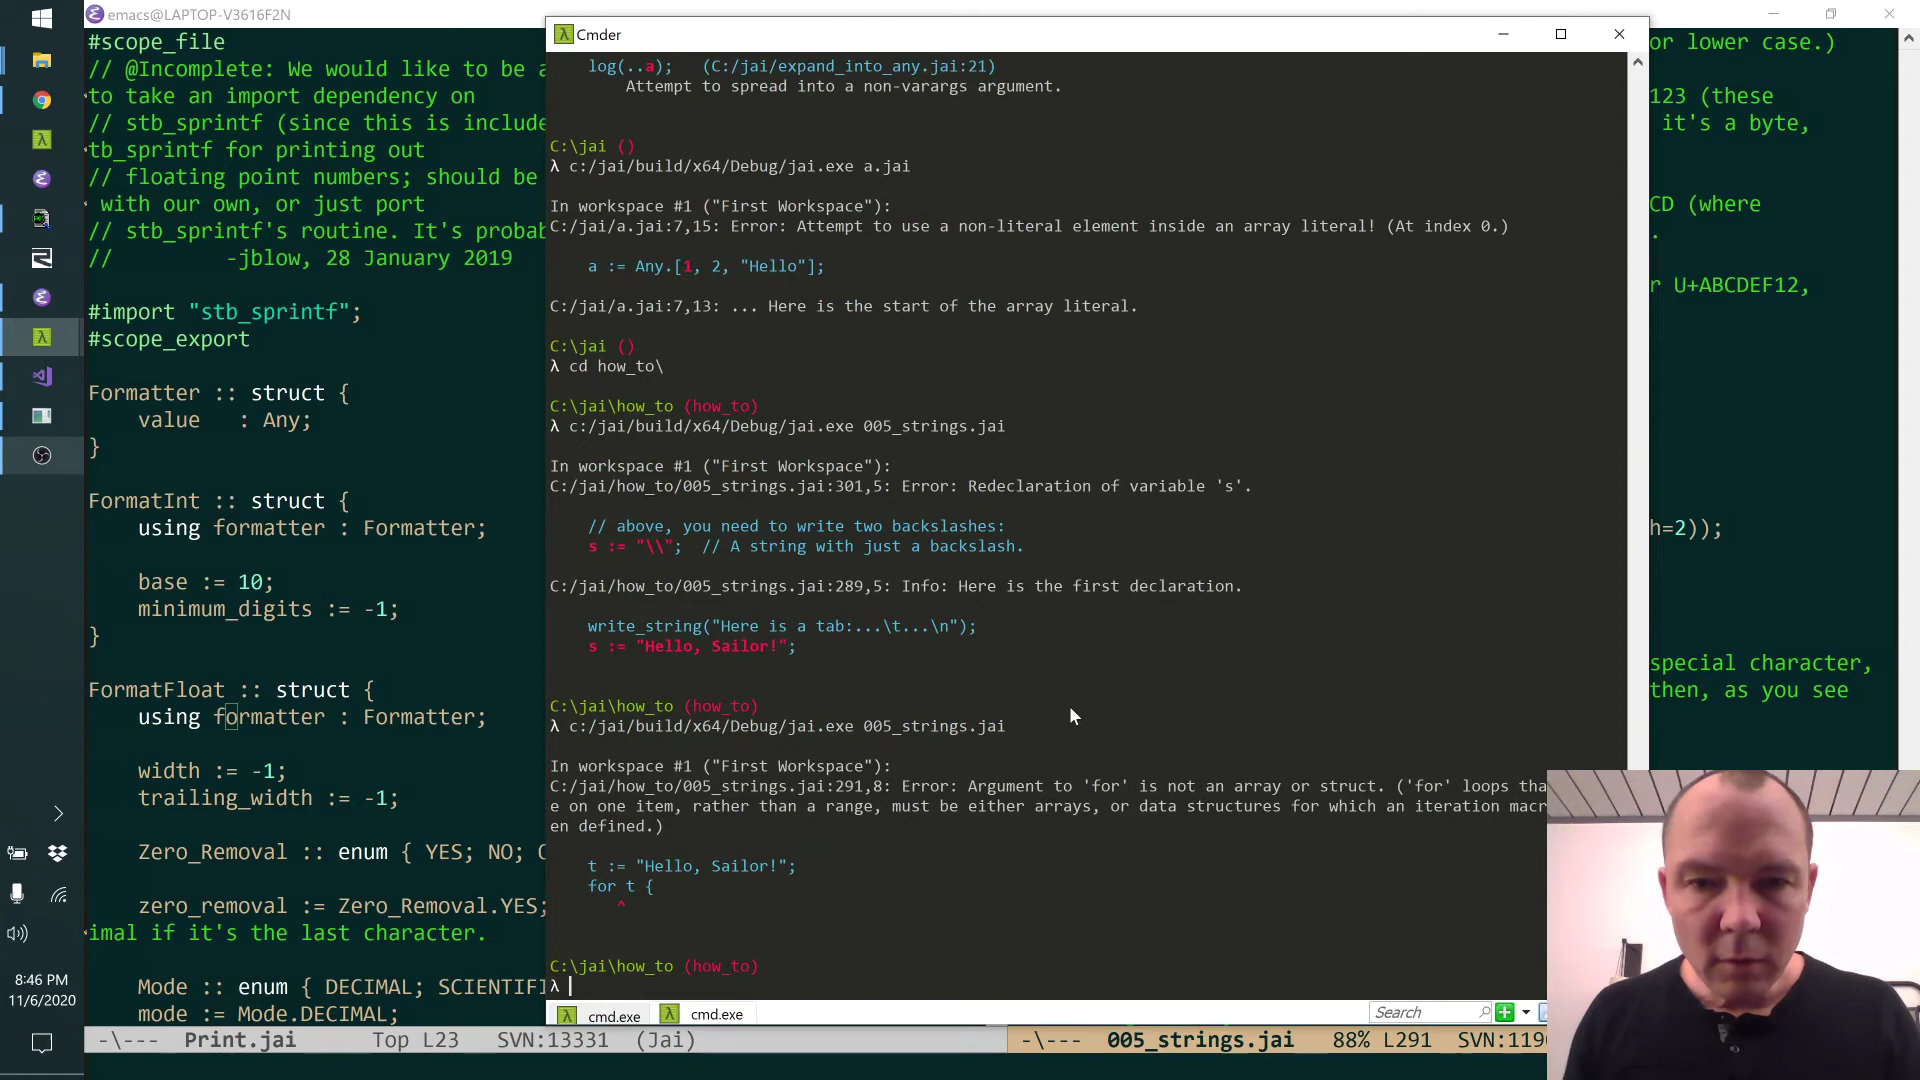 emacs@LAPTOP-V3616F2N
#scope_file
// @Incomplete: We would like to be a
to take an import dependency on
// stb_sprintf (since this is include
tb_sprintf for printing out
// floating point numbers; should be
with our own, or just port
// stb_sprintf's routine. It's probab
// -jblow, 28 January 2019
#import "stb_sprintf";
#scope_export
Formatter :: struct {
value : Any;
}
FormatInt :: struct {
using formatter : Formatter;
base := 10;
minimum_digits := -1;
}
FormatFloat :: struct {
using formatter : Formatter;
width := -1;
trailing_width := -1;
Zero_Removal :: enum { YES; NO;
zero_removal := Zero_Removal.YES;
imal if it's the last character.
Mode :: enum { DECIMAL; SCIENTIFI
mode := Mode.DECIMAL;
-\--- Print.jai Top L23 SVN:13331 (Jai)
Cmder
log(..a); (C:/jai/expand_into_any.jai:21)
Attempt to spread into a non-varargs argument.
C:\jai ()
λ c:/jai/build/x64/Debug/jai.exe a.jai
In workspace #1 ("First Workspace"):
C:/jai/a.jai:7,15: Error: Attempt to use a non-literal element inside an array literal! (At index 0.)
a := Any.[1, 2, "Hello"];
C:/jai/a.jai:7,13: ... Here is the start of the array literal.
C:\jai ()
λ cd how_to\
C:\jai\how_to (how_to)
λ c:/jai/build/x64/Debug/jai.exe 005_strings.jai
In workspace #1 ("First Workspace"):
C:/jai/how_to/005_strings.jai:301,5: Error: Redeclaration of variable 's'.
// above, you need to write two backslashes:
s := "\\"; // A string with just a backslash.
C:/jai/how_to/005_strings.jai:289,5: Info: Here is the first declaration.
write_string("Here is a tab:...\t...\n");
s := "Hello, Sailor!";
C:\jai\how_to (how_to)
λ c:/jai/build/x64/Debug/jai.exe 005_strings.jai
In workspace #1 ("First Workspace"):
C:/jai/how_to/005_strings.jai:291,8: Error: Argument to 'for' is not an array or struct. ('for' loops tha
e on one item, rather than a range, must be either arrays, or data structures for which an iteration macr
en defined.)
t := "Hello, Sailor!";
for t {
^
C:\jai\how_to (how_to)
λ
cmd.exe
cmd.exe
Search
or lower case.)
123 (these
it's a byte,
CD (where
.
r U+ABCDEF12,
h=2));
special character,
then, as you see
-\--- 005_strings.jai 88% L291
8:46 PM
11/6/2020